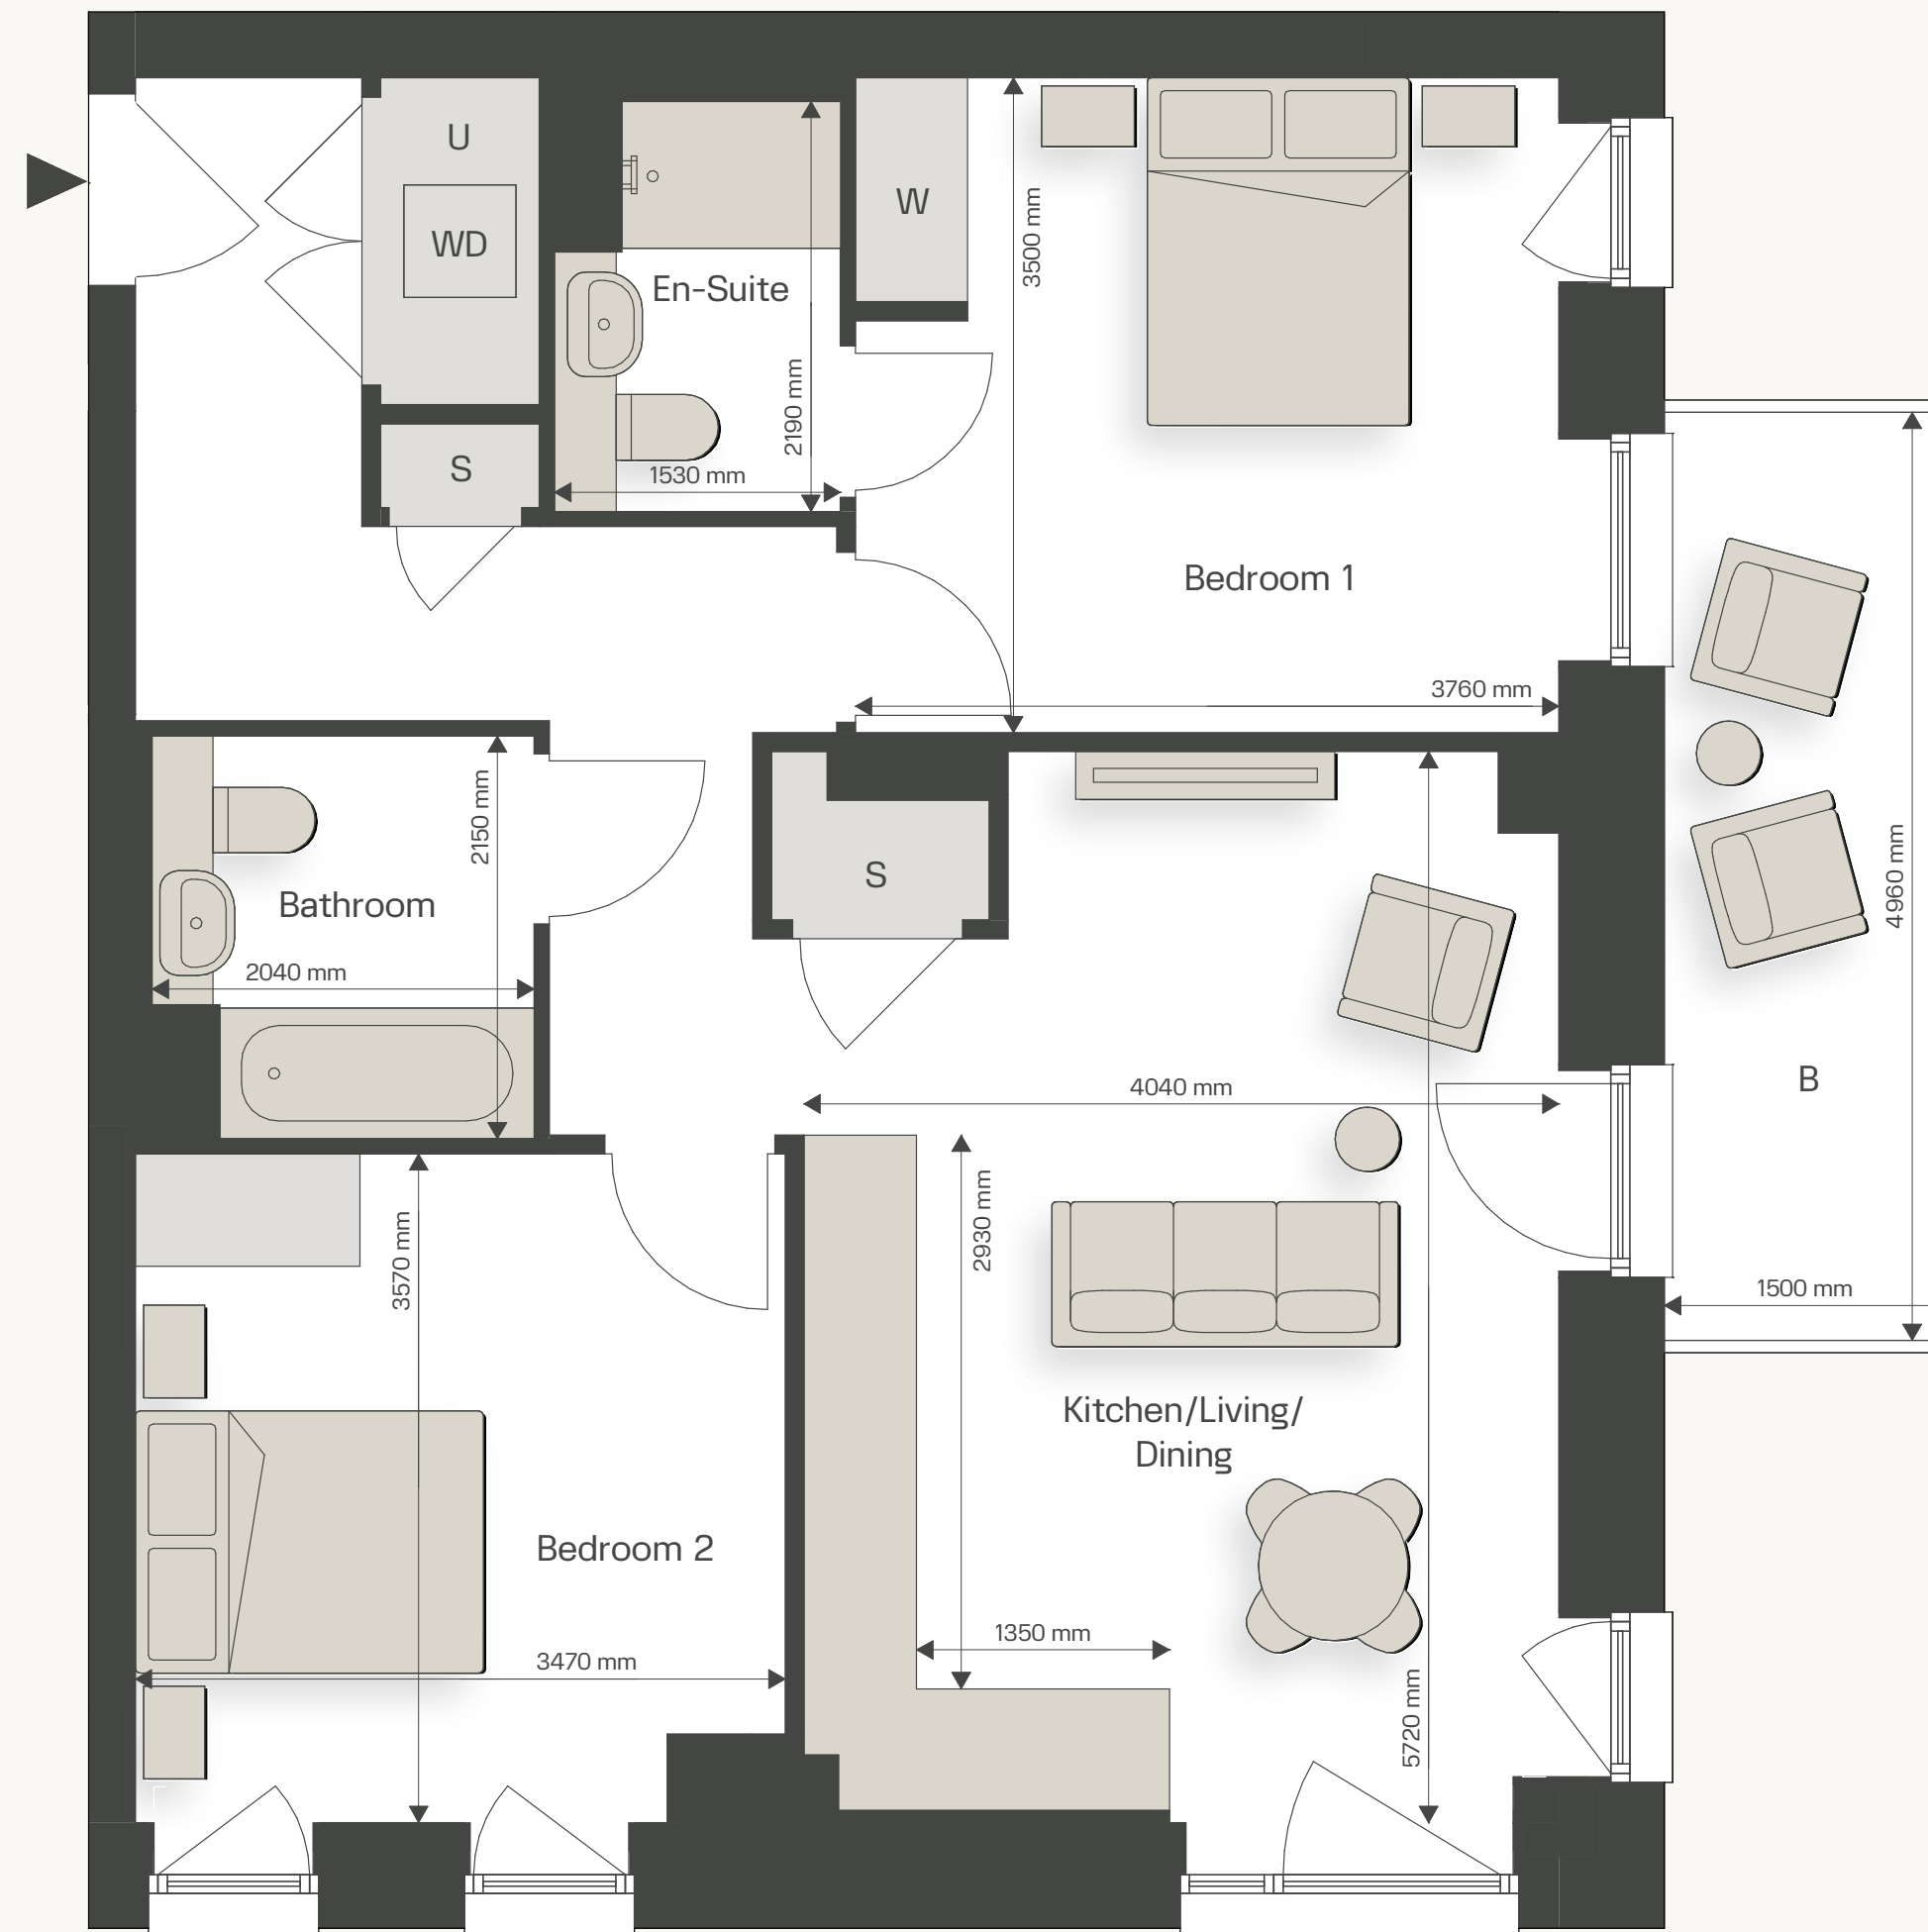 U
WD
W
3500 mm
En-Suite
2190 mm
S
1530 mm
Bedroom 1
3760 mm
2150 mm
S
Bathroom
4960 mm
2040 mm
B
4040 mm
2930 mm
3570 mm
1500 mm
Kitchen/Living/
Dining
Bedroom 2
1350 mm
3470 mm
5720 mm